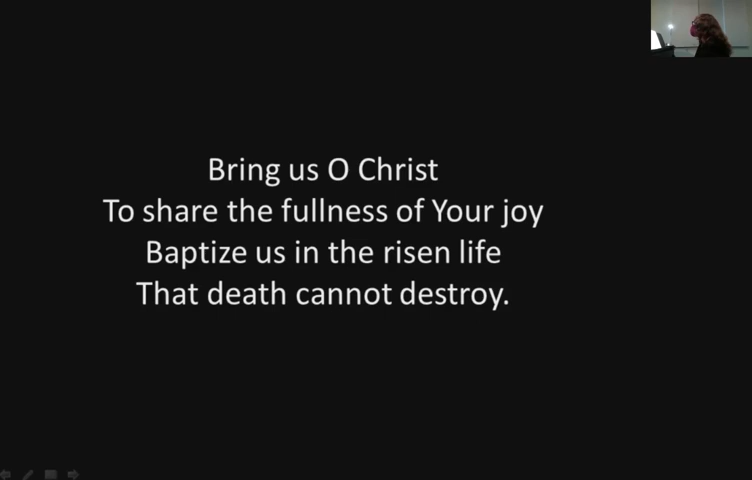 Bring us O Christ
To share the fullness of Your joy
Baptize us in the risen life
That death cannot destroy.